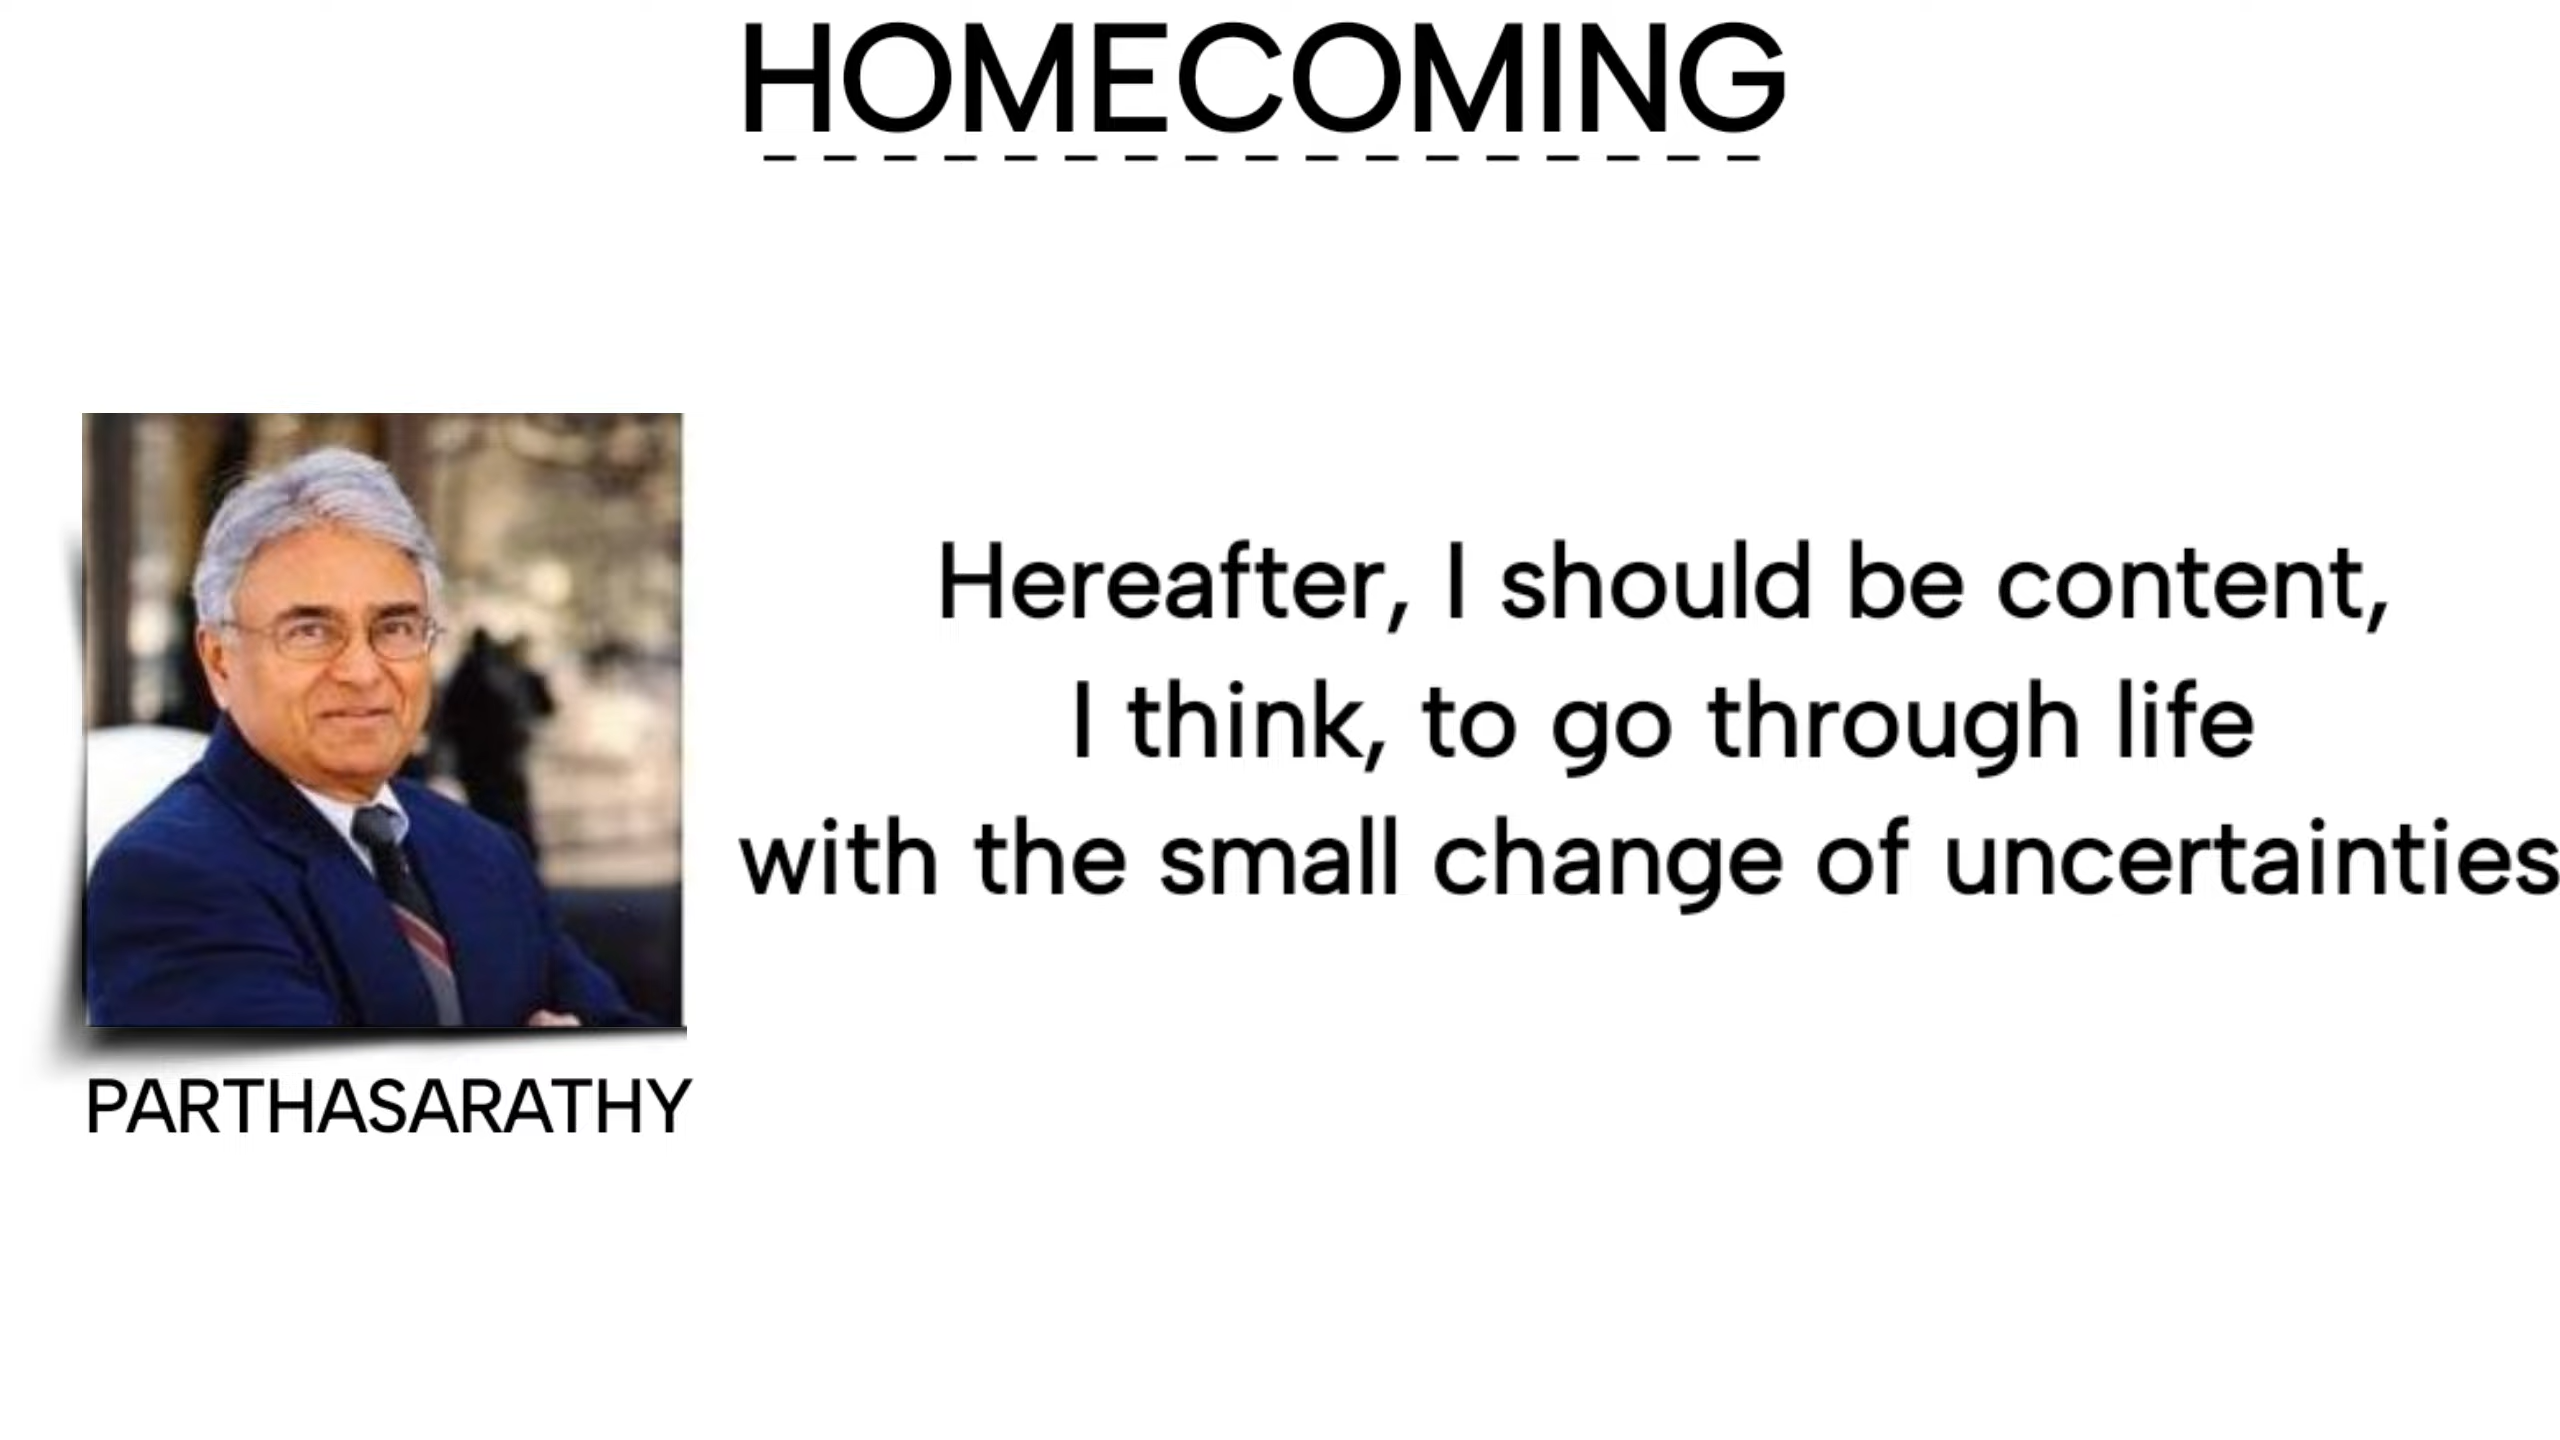 HOMECOMING
Hereafter, I should be content,
I think, to go through life
with the small change of uncertainties
PARTHASARATHY